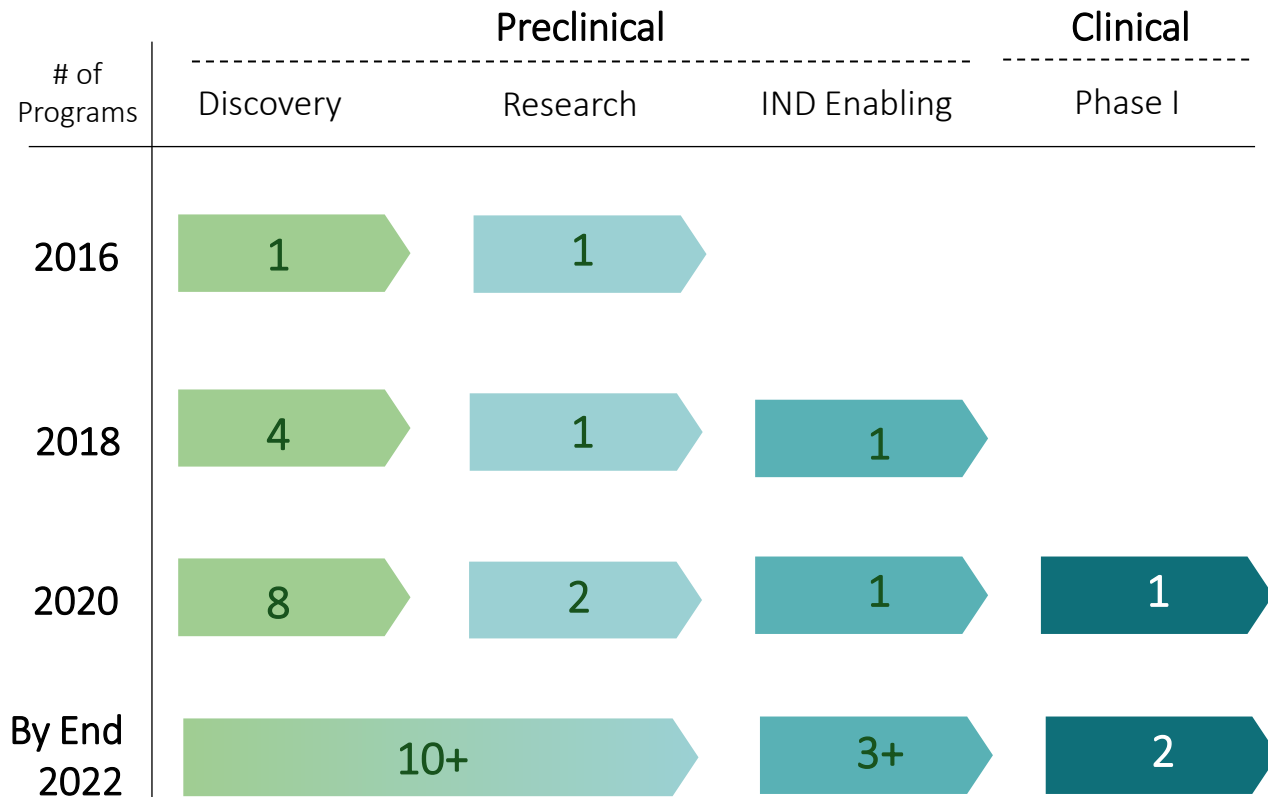 Preclinical
Clinical
# of
Programs
Discovery
Research
IND Enabling
Phase I
2016
1
1
2018
4
1
1
2020
8
2
1
1
By End
2022
10+
3+
2